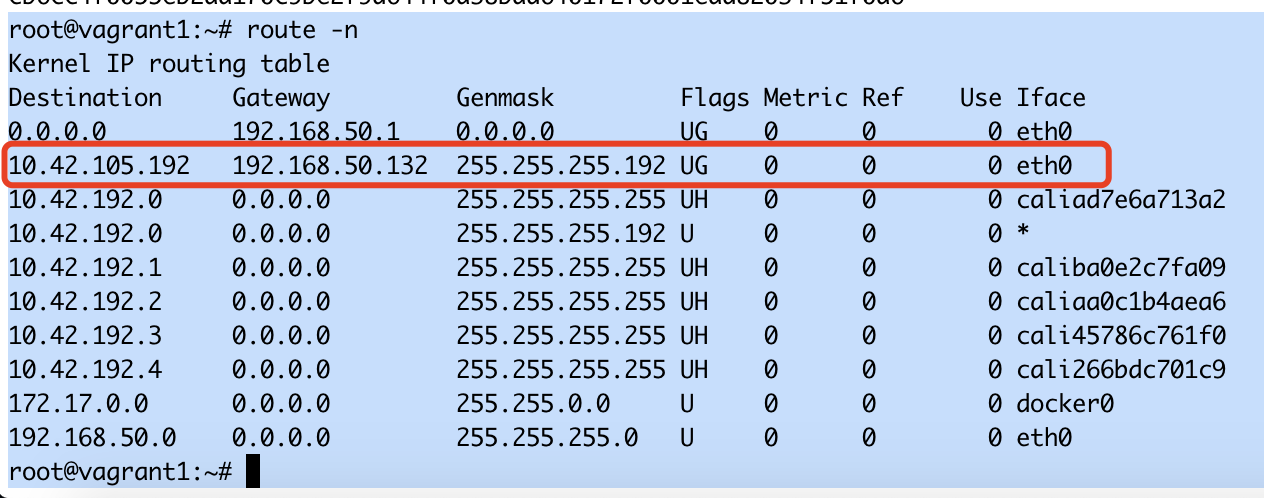 root@vagrant1:~# route -n
Kernel IP routing table
Destination Gateway Genmask Flags Metric Ref Use Iface
0.0.0.0 192.168.50.1 0.0.0.0 UG 0 0 0 eth0
10.42.105.192 192.168.50.132 255.255.255.192 UG 0 0 0 eth0
10.42.192.0 0.0.0.0 255.255.255.255 UH 0 0 0 caliad7e6a713a2
10.42.192.0 0.0.0.0 255.255.255.192 U 0 0 0 *
10.42.192.1 0.0.0.0 255.255.255.255 UH 0 0 0 caliba0e2c7fa09
10.42.192.2 0.0.0.0 255.255.255.255 UH 0 0 0 caliaa0c1b4aea6
10.42.192.3 0.0.0.0 255.255.255.255 UH 0 0 0 cali45786c761f0
10.42.192.4 0.0.0.0 255.255.255.255 UH 0 0 0 cali266bdc701c9
172.17.0.0 0.0.0.0 255.255.0.0 U 0 0 0 docker0
192.168.50.0 0.0.0.0 255.255.255.0 U 0 0 0 eth0
root@vagrant1:~#